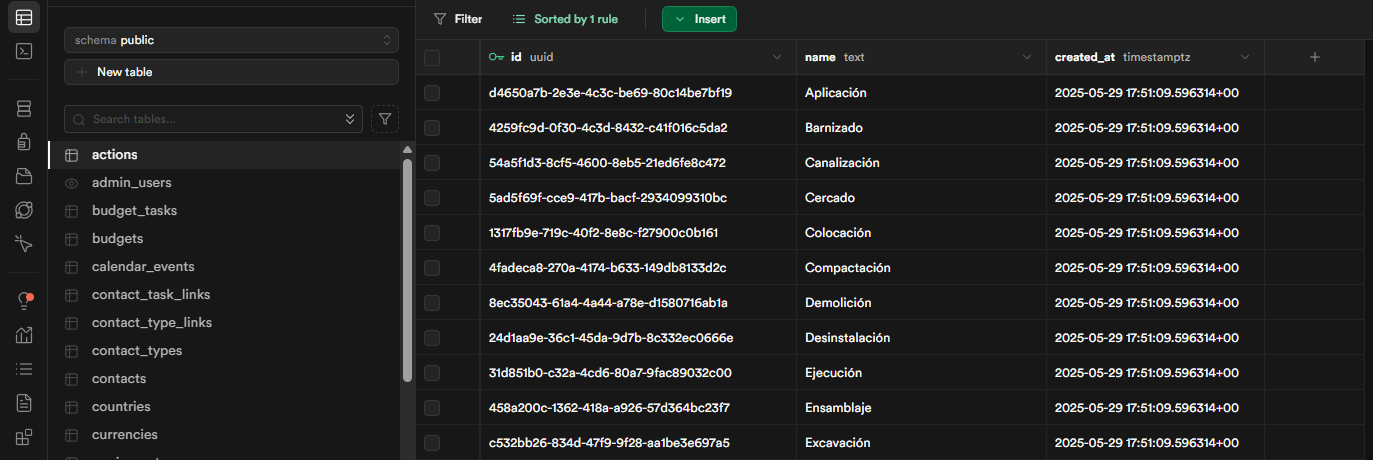 schema public
New table
Search tables...
actions
admin_users
budget_tasks
budgets
calendar_events
contact_task_links
contact_type_links
contact_types
contacts
countries
currencies
Filter Sorted by 1 rule Insert
id uuid name text created_at timestamptz
d4650a7b-2e3e-4c3c-be69-80c14be7bf19 Aplicación 2025-05-29 17:51:09.596314+00
4259fc9d-0f30-4c3d-8432-c41f016c5da2 Barnizado 2025-05-29 17:51:09.596314+00
54a5f1d3-8cf5-4600-8eb5-21ed6fe8c472 Canalización 2025-05-29 17:51:09.596314+00
5ad5f69f-cce9-417b-bacf-2934099310bc Cercado 2025-05-29 17:51:09.596314+00
1317fb9e-719c-40f2-8e8c-f27900c0b161 Colocación 2025-05-29 17:51:09.596314+00
4fadeca8-270a-4174-b633-149db8133d2c Compactación 2025-05-29 17:51:09.596314+00
8ec35043-61a4-4a44-a78e-d1580716ab1a Demolición 2025-05-29 17:51:09.596314+00
24d1aa9e-36c1-45da-9d7b-8c332ec0666e Desinstalación 2025-05-29 17:51:09.596314+00
31d851b0-c32a-4cd6-80a7-9fac89032c00 Ejecución 2025-05-29 17:51:09.596314+00
458a200c-1362-418a-a926-57d364bc23f7 Ensamblaje 2025-05-29 17:51:09.596314+00
c532bb26-834d-47f9-9f28-aa1be3e697a5 Excavación 2025-05-29 17:51:09.596314+00